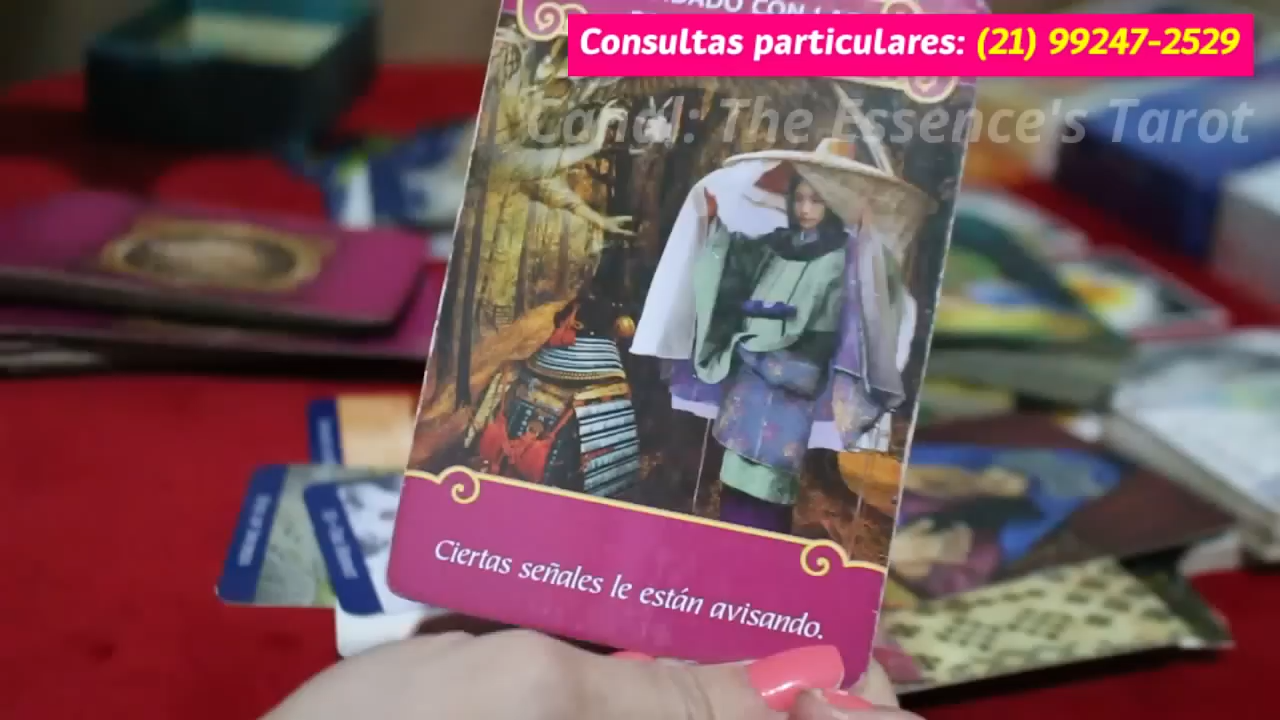 Consultas particulares: (21) 99247-2529
Canal: The Essence's Tarot
Ciertas señales le están avisando.